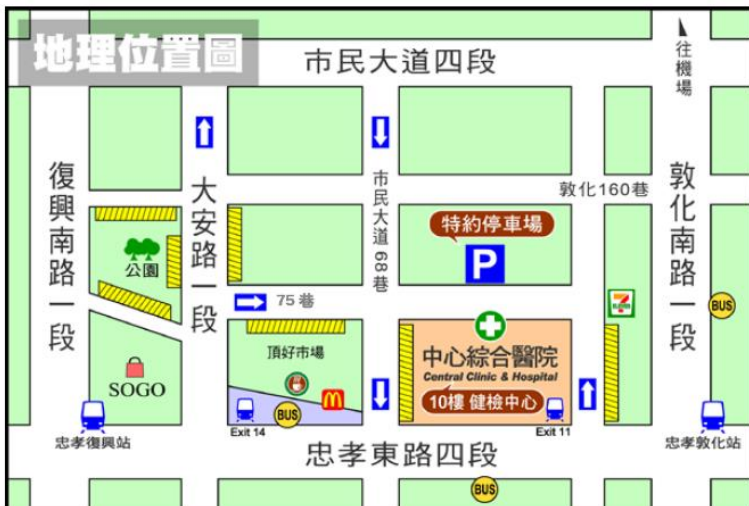 地理位置圖
市民大道四段
往機場
復興南路一段
大安路一段
市民大道 68巷
敦化160巷
敦化南路一段
特約停車場
P
公園
75巷
7 ELEVEN
BUS
頂好市場
中心綜合醫院
Central Clinic & Hospital
10樓 健檢中心
SOGO
BUS
Exit 14
Exit 11
忠孝復興站
忠孝東路四段
忠孝敦化站
BUS